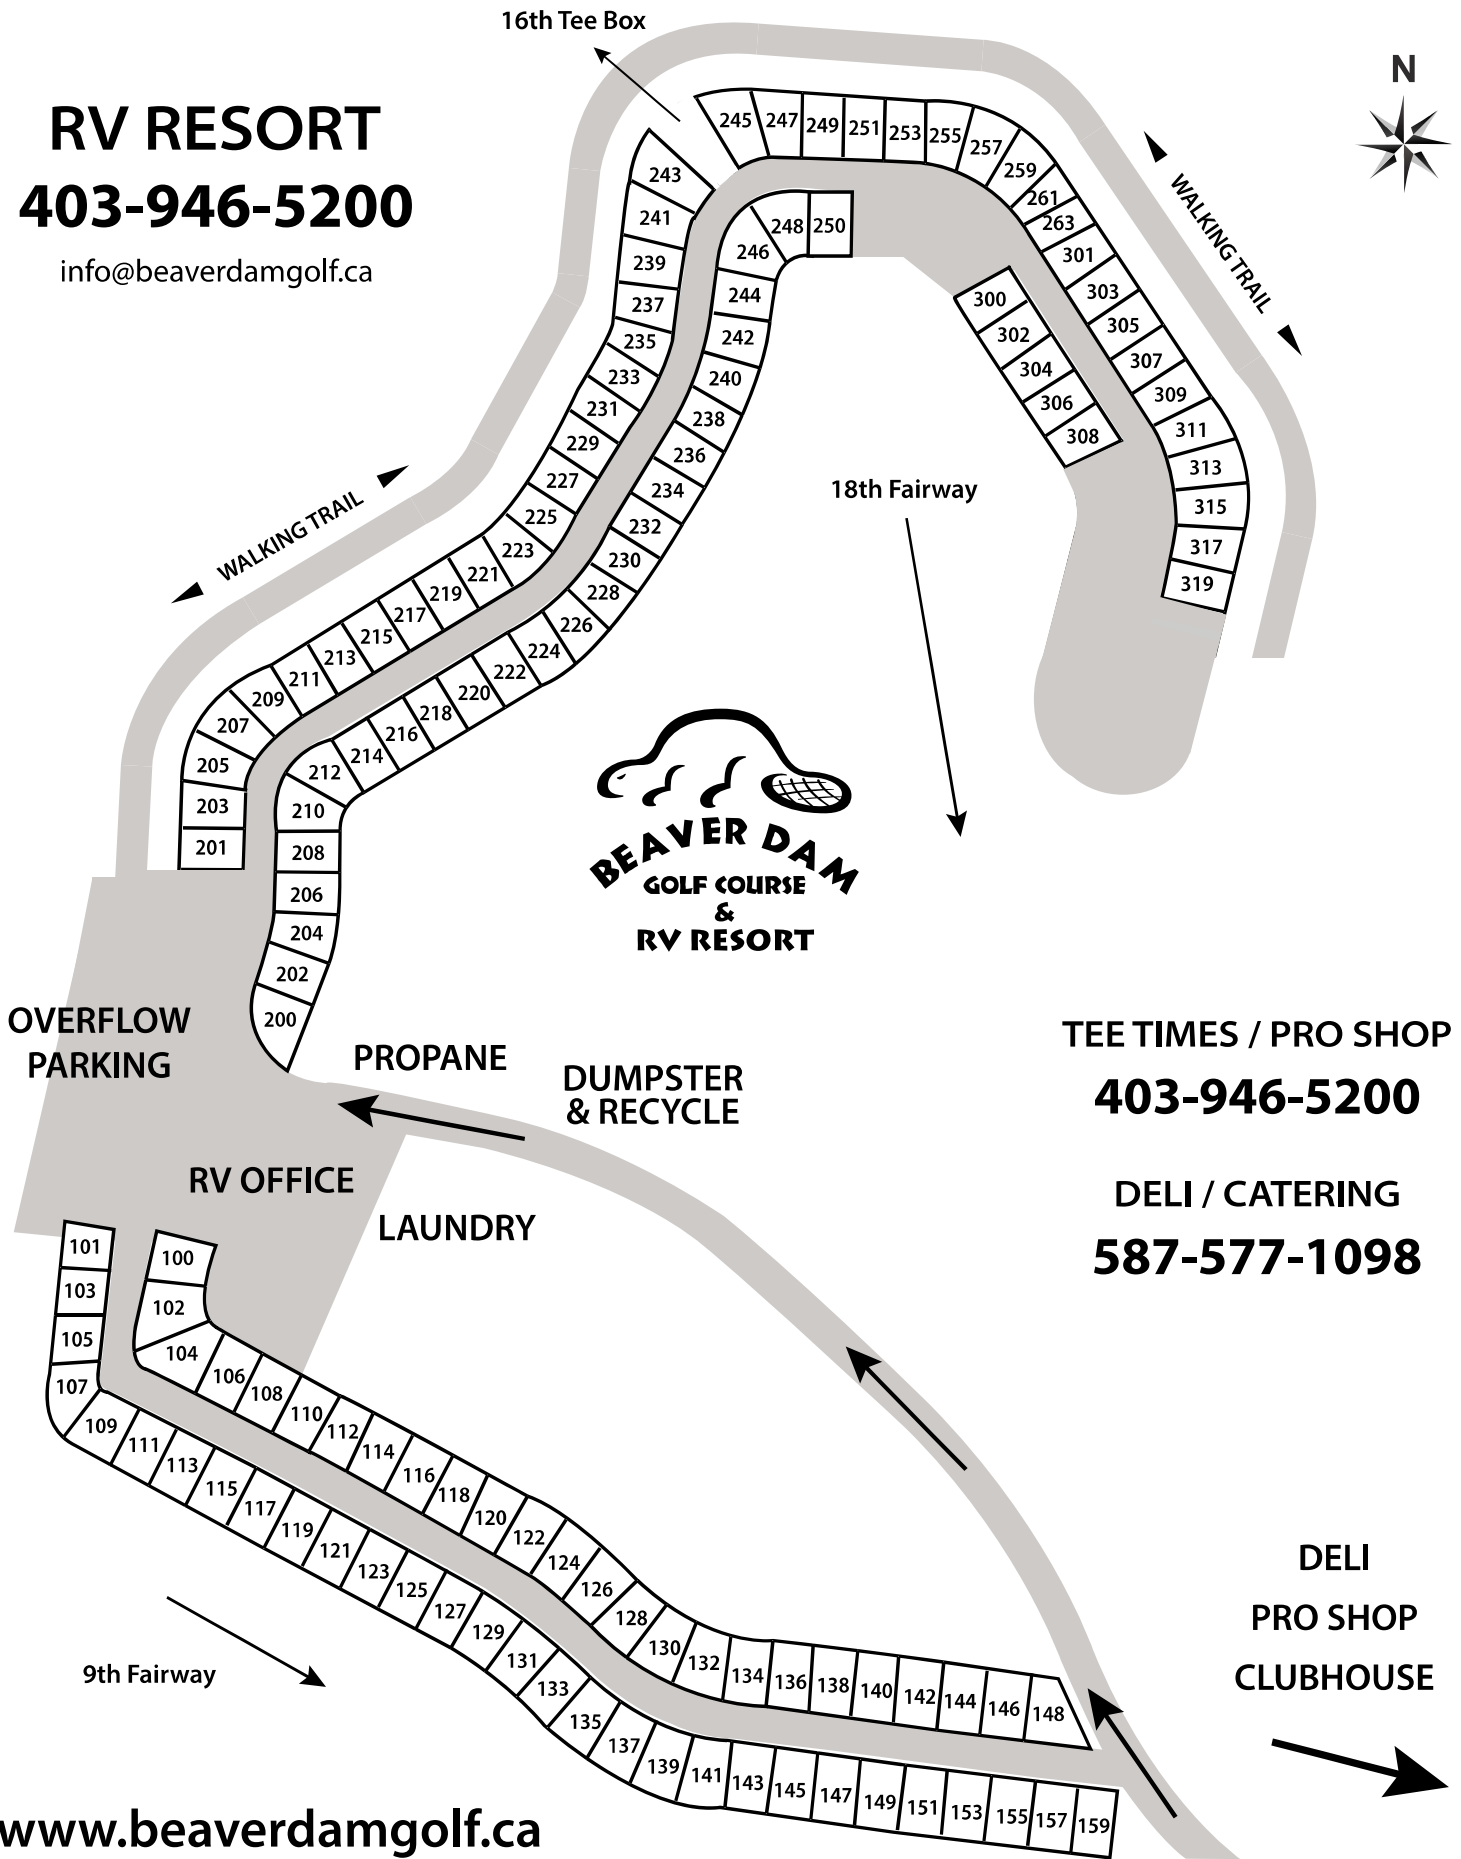 16th Tee Box
N
RV RESORT
403-946-5200
info@beaverdamgolf.ca
245 247 249 251 253 255 257 259 261 263
301 303 305 307 309 311 313 315 317 319
243 241 239 237 235 233 231 229 227 225 223 221 219 217 215 213 211 209 207 205 203 201
250 248 246 244 242 240 238 236 234 232 230 228 226 224 222 220 218 216 214 212 210 208 206 204 202 200
300
302
304
306
308
WALKING TRAIL
WALKING TRAIL
18th Fairway
BEAVER DAM
GOLF COURSE
&
RV RESORT
OVERFLOW
PARKING
PROPANE
DUMPSTER
& RECYCLE
RV OFFICE
LAUNDRY
TEE TIMES / PRO SHOP
403-946-5200
DELI / CATERING
587-577-1098
101 103 105 107 109 111 113 115 117 119 121 123 125 127 129 131 133 135 137 139 141 143 145 147 149 151 153 155 157 159
100 102 104 106 108 110 112 114 116 118 120 122 124 126 128 130 132 134 136 138 140 142 144 146 148
9th Fairway
DELI
PRO SHOP
CLUBHOUSE
www.beaverdamgolf.ca